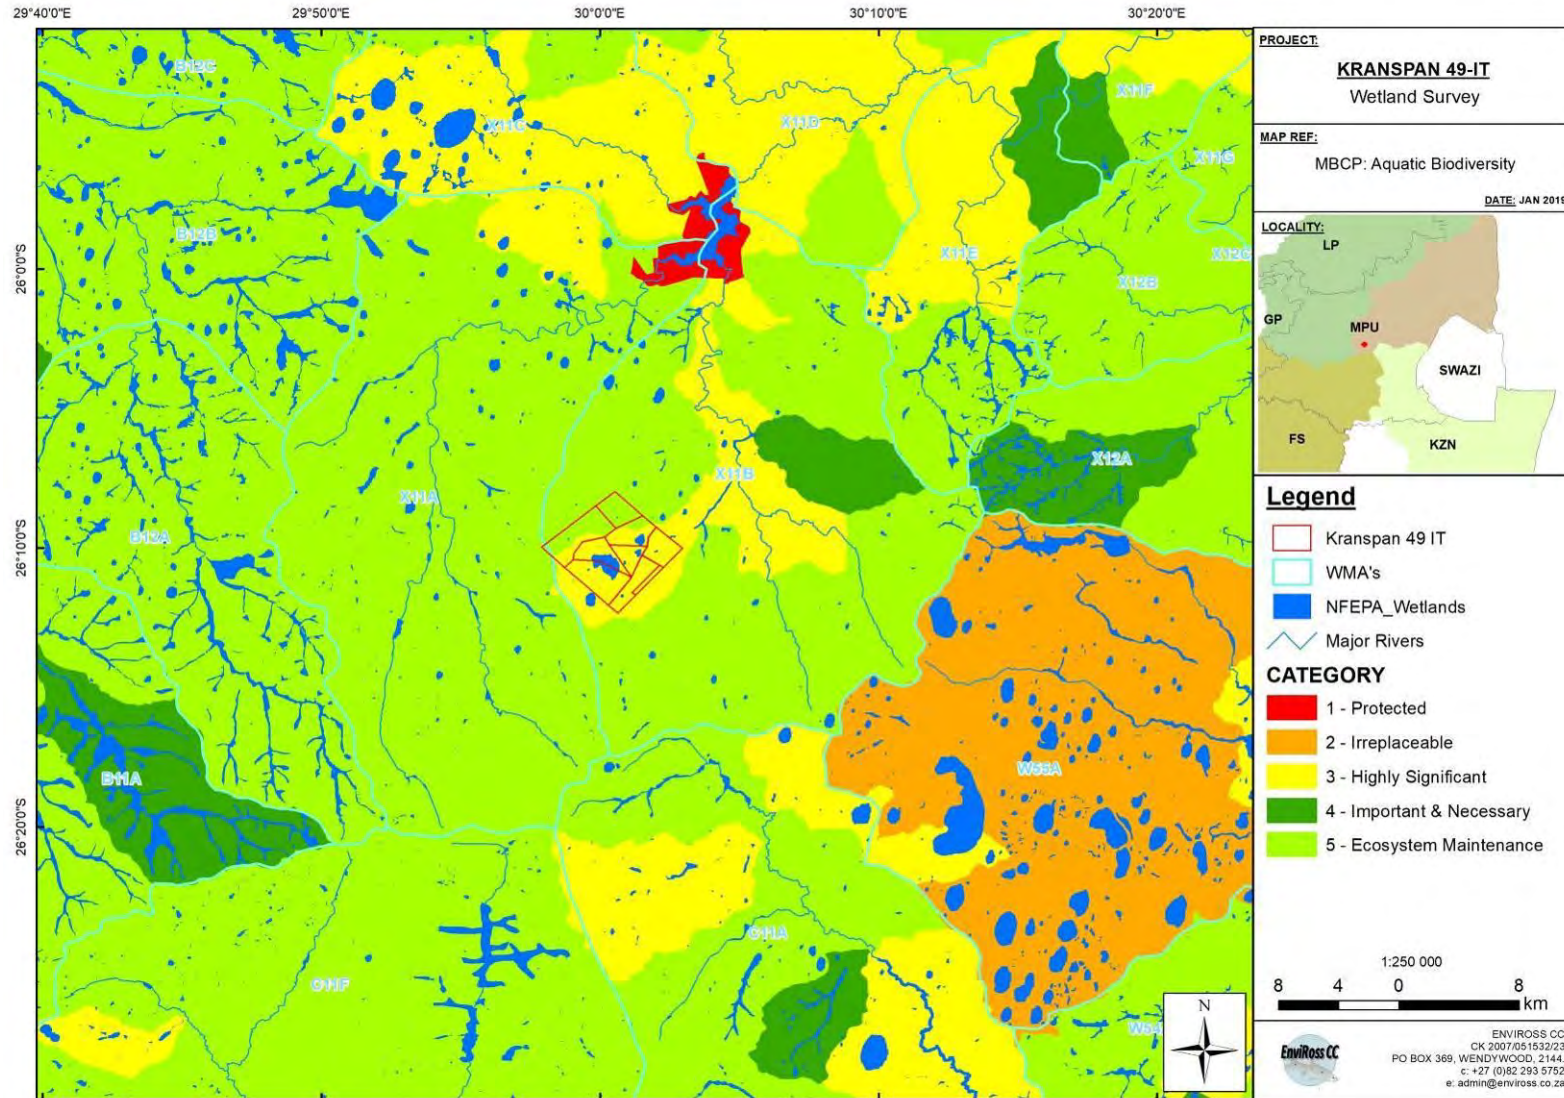 29°40'0"E 29°50'0"E 30°0'0"E 30°10'0"E 30°20'0"E
26°0'0"S
26°10'0"S
26°20'0"S
B12C
X11C
X11D
X11F
X11G
B12B
X11E
X12C
X12B
X11B
X12A
X11A
B12A
B11A
W55A
C11A
C11F
PROJECT:
KRANSPAN 49-IT
Wetland Survey
MAP REF:
MBCP: Aquatic Biodiversity
DATE: JAN 2019
LOCALITY:
LP
GP
MPU
SWAZI
FS
KZN
Legend
Kranspan 49 IT
WMA's
NFEPA_Wetlands
Major Rivers
CATEGORY
1 - Protected
2 - Irreplaceable
3 - Highly Significant
4 - Important & Necessary
5 - Ecosystem Maintenance
1:250 000
8 4 0 8
km
N
EnviRoss CC
ENVIROSS CC
CK 2007/051532/23
PO BOX 369, WENDYWOOD, 2144.
c: +27 (0)82 293 5752
e: admin@enviross.co.za